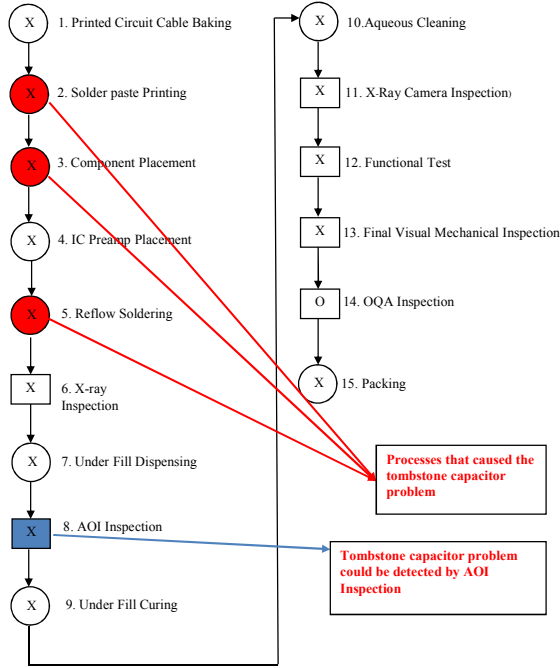 X 1. Printed Circuit Cable Baking
X 2. Solder paste Printing
X 3. Component Placement
X 4. IC Preamp Placement
X 5. Reflow Soldering
X 6. X-ray
Inspection
X 7. Under Fill Dispensing
X 8. AOI Inspection
X 9. Under Fill Curing
X 10.Aqueous Cleaning
X 11. X-Ray Camera Inspection)
X 12. Functional Test
X 13. Final Visual Mechanical Inspection
O 14. OQA Inspection
X 15. Packing
Processes that caused the
tombstone capacitor
problem
Tombstone capacitor problem
could be detected by AOI
Inspection